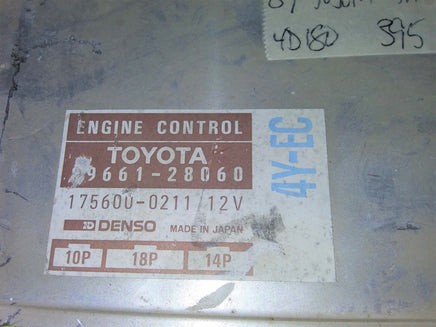 4D180 395
ENGINE CONTROL
TOYOTA
89661-28060
175600-0211 12V
DENSO MADE IN JAPAN
10P 18P 14P
4Y-EC